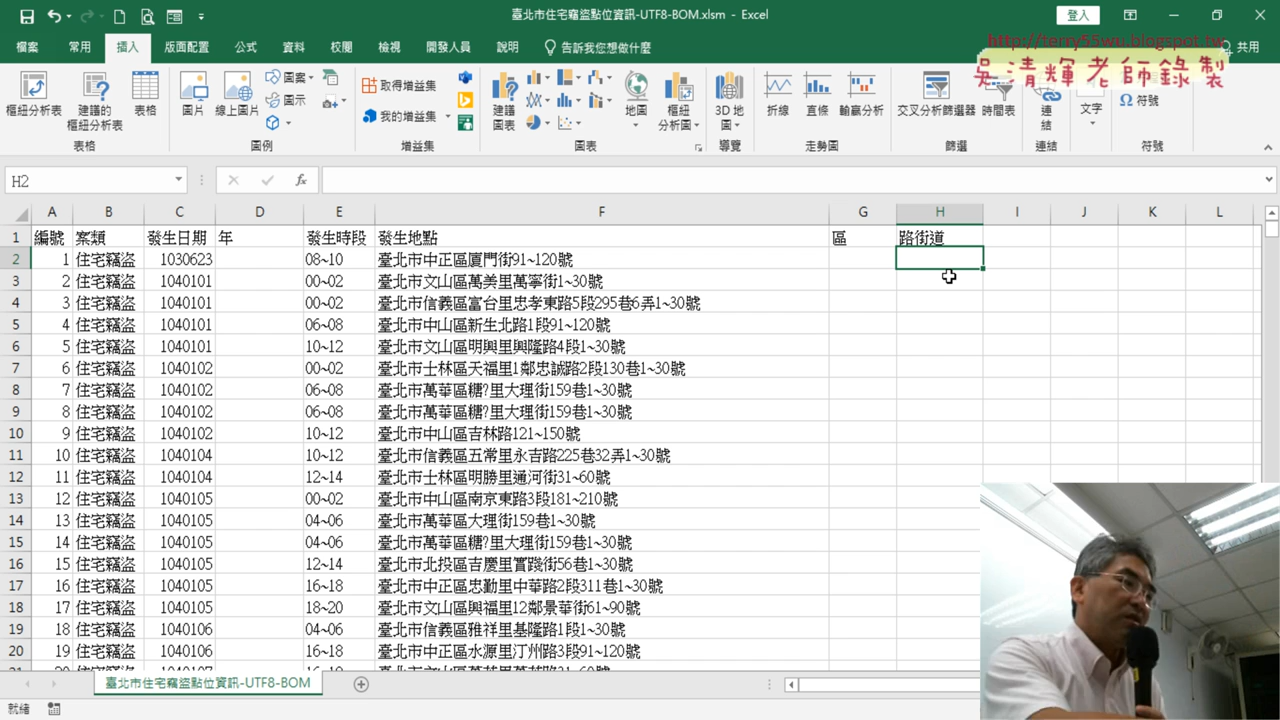 臺北市住宅竊盜點位資訊-UTF8-BOM.xlsm - Excel
登入
http://terry55wu.blogspot.tw
吳清輝老師錄製
檔案 常用 插入 版面配置 公式 資料 校閱 檢視 開發人員 說明 告訴我您想做什麼 共用
樞紐分析表 建議的樞紐分析表 表格 圖片 線上圖片 圖案 圖示 取得增益集 我的增益集 建議圖表 地圖 樞紐分析圖 3D 地圖 折線 直條 輸贏分析 交叉分析篩選器 時間表 連結 文字 符號
表格 圖例 增益集 圖表 導覽 走勢圖 篩選 連結 符號
H2 fx
A B C D E F G H I J K L
1 編號 案類 發生日期 年 發生時段 發生地點 區 路街道
2 1 住宅竊盜 1030623 08~10 臺北市中正區廈門街91~120號
3 2 住宅竊盜 1040101 00~02 臺北市文山區萬美里萬寧街1~30號
4 3 住宅竊盜 1040101 00~02 臺北市信義區富台里忠孝東路5段295巷6弄1~30號
5 4 住宅竊盜 1040101 06~08 臺北市中山區新生北路1段91~120號
6 5 住宅竊盜 1040101 10~12 臺北市文山區明興里興隆路4段1~30號
7 6 住宅竊盜 1040102 00~02 臺北市士林區天福里1鄰忠誠路2段130巷1~30號
8 7 住宅竊盜 1040102 06~08 臺北市萬華區糖?里大理街159巷1~30號
9 8 住宅竊盜 1040102 06~08 臺北市萬華區糖?里大理街159巷1~30號
10 9 住宅竊盜 1040102 10~12 臺北市中山區吉林路121~150號
11 10 住宅竊盜 1040104 10~12 臺北市信義區五常里永吉路225巷32弄1~30號
12 11 住宅竊盜 1040104 12~14 臺北市士林區明勝里通河街31~60號
13 12 住宅竊盜 1040105 00~02 臺北市中山區南京東路3段181~210號
14 13 住宅竊盜 1040105 04~06 臺北市萬華區大理街159巷1~30號
15 14 住宅竊盜 1040105 04~06 臺北市萬華區糖?里大理街159巷1~30號
16 15 住宅竊盜 1040105 12~14 臺北市北投區吉慶里實踐街56巷1~30號
17 16 住宅竊盜 1040105 16~18 臺北市中正區忠勤里中華路2段311巷1~30號
18 17 住宅竊盜 1040105 18~20 臺北市文山區興福里12鄰景華街61~90號
19 18 住宅竊盜 1040106 04~06 臺北市信義區雅祥里基隆路1段1~30號
20 19 住宅竊盜 1040106 16~18 臺北市中正區水源里汀州路3段91~120號
臺北市住宅竊盜點位資訊-UTF8-BOM
就緒